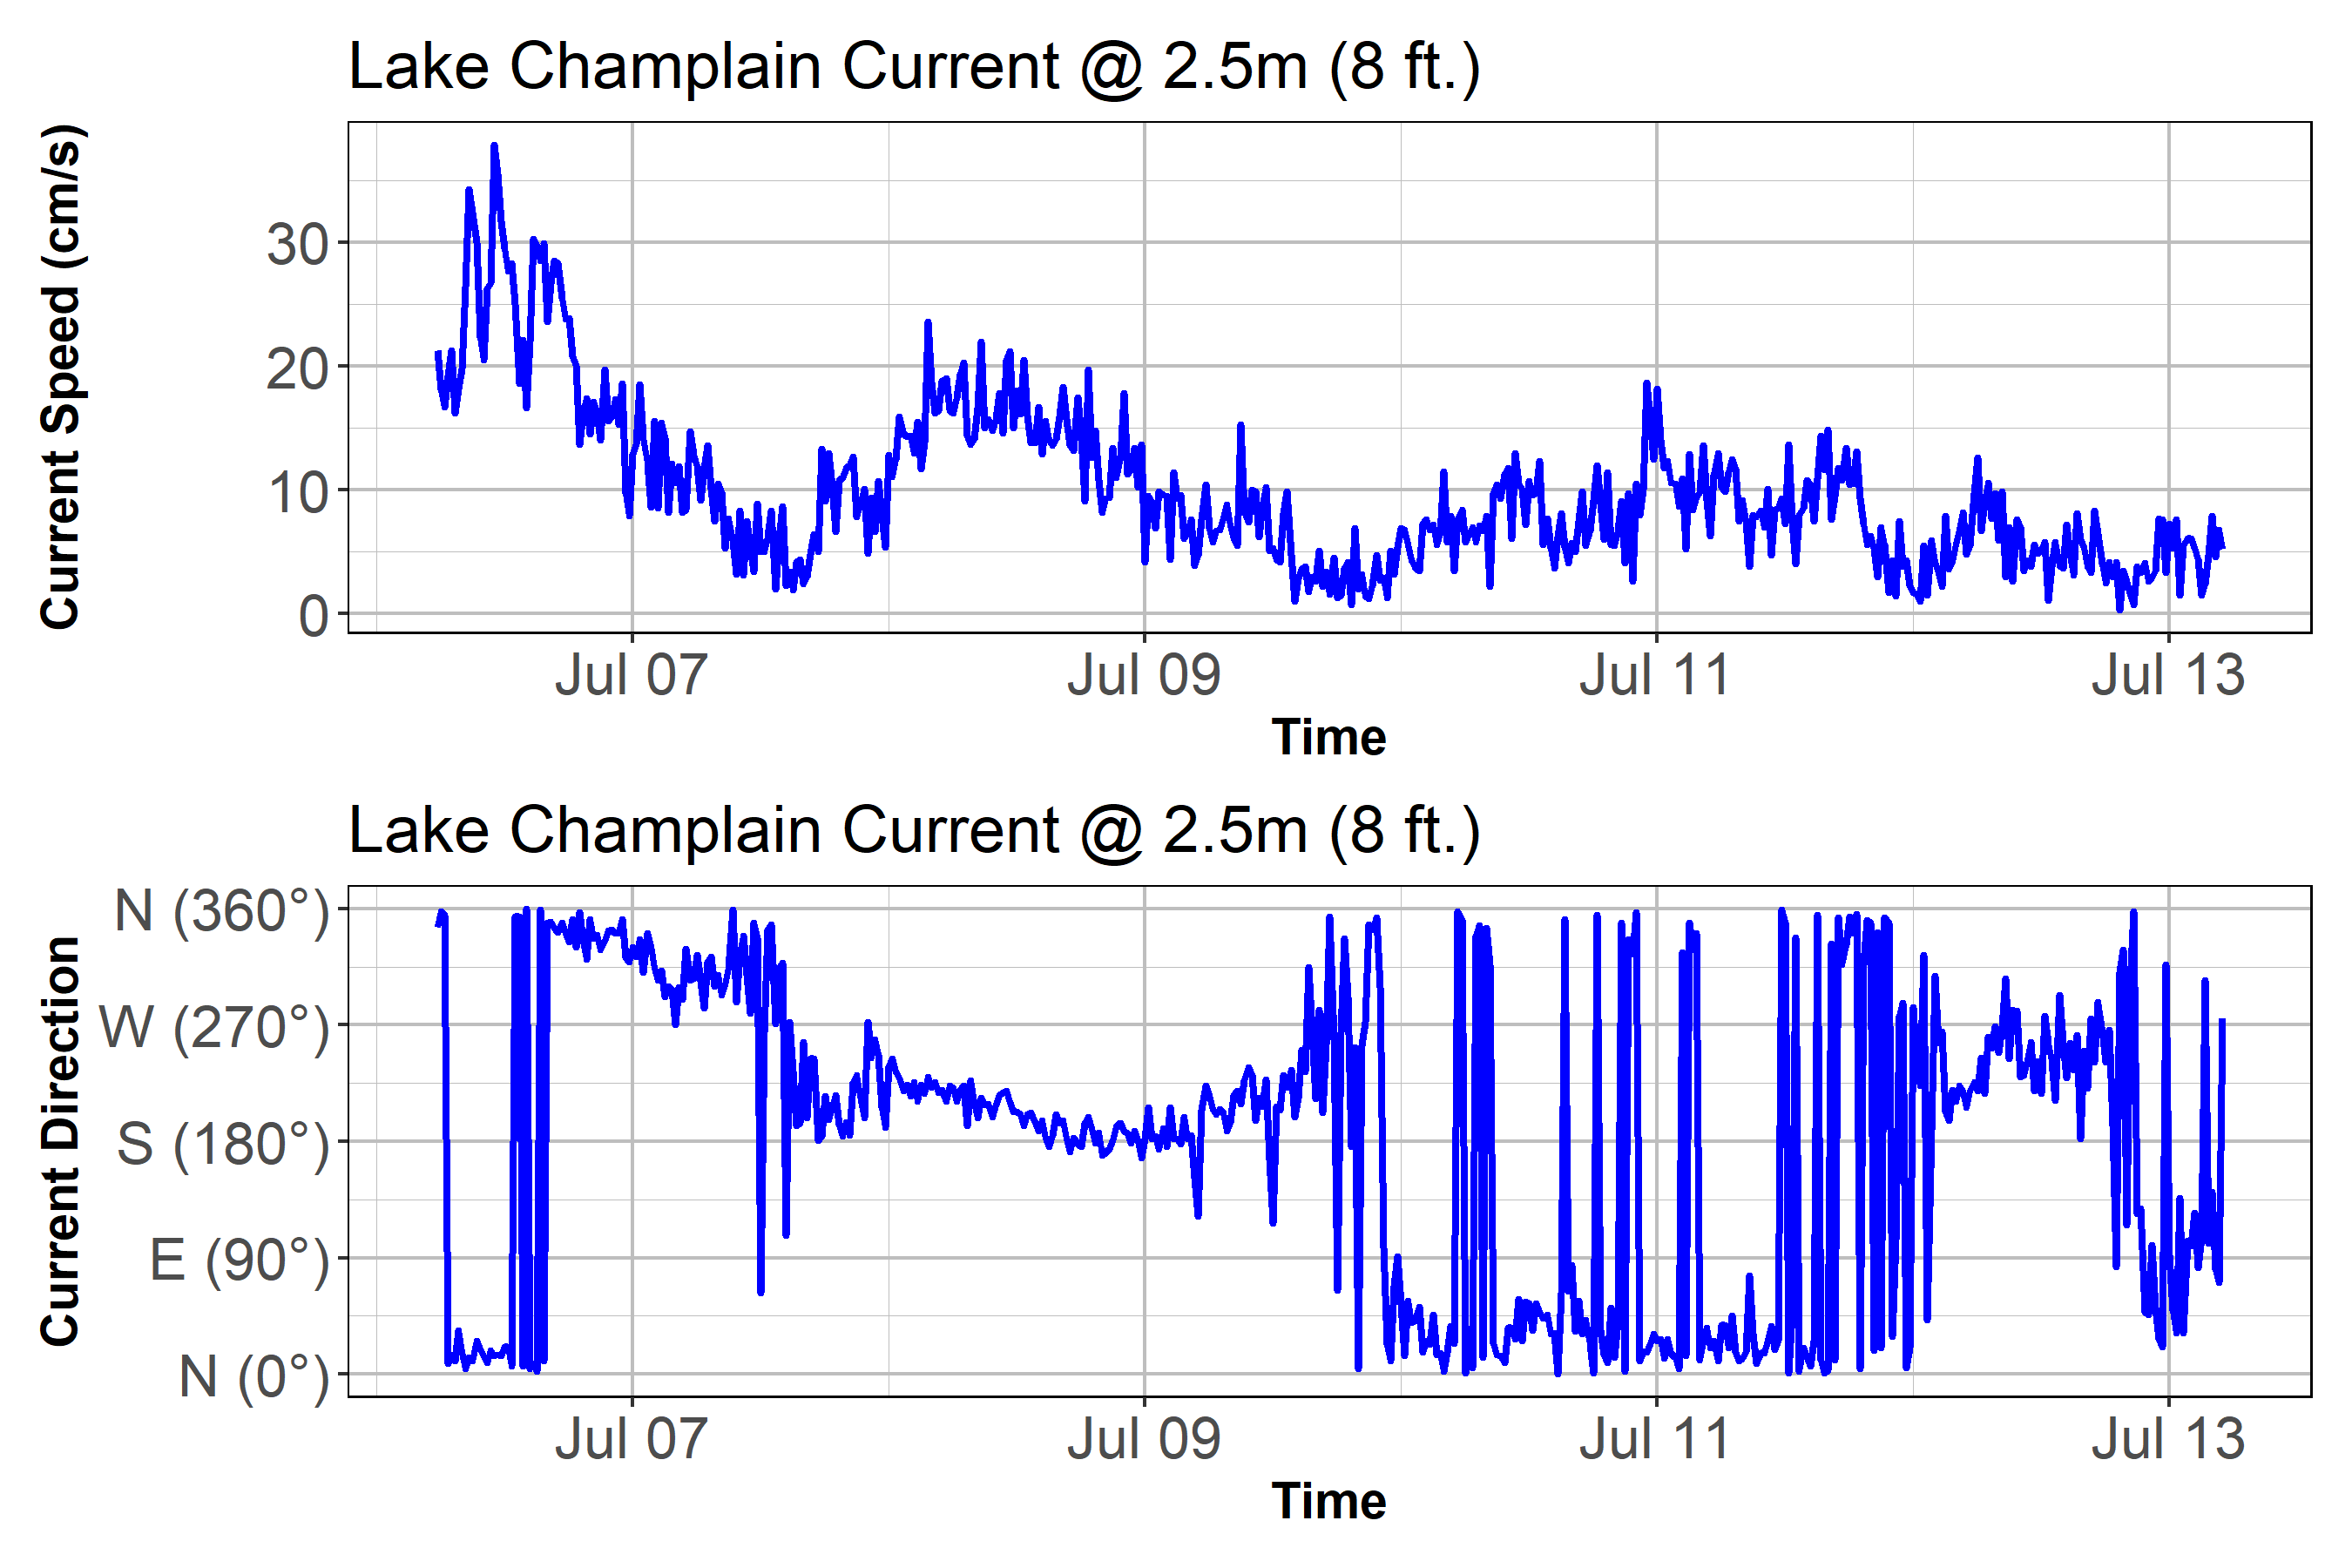 Lake Champlain Current @ 2.5m (8 ft.)
Current Speed (cm/s)
30
20
10
0
Jul 07 Jul 09 Jul 11 Jul 13
Time
Lake Champlain Current @ 2.5m (8 ft.)
Current Direction
N (360°)
W (270°)
S (180°)
E (90°)
N (0°)
Jul 07 Jul 09 Jul 11 Jul 13
Time